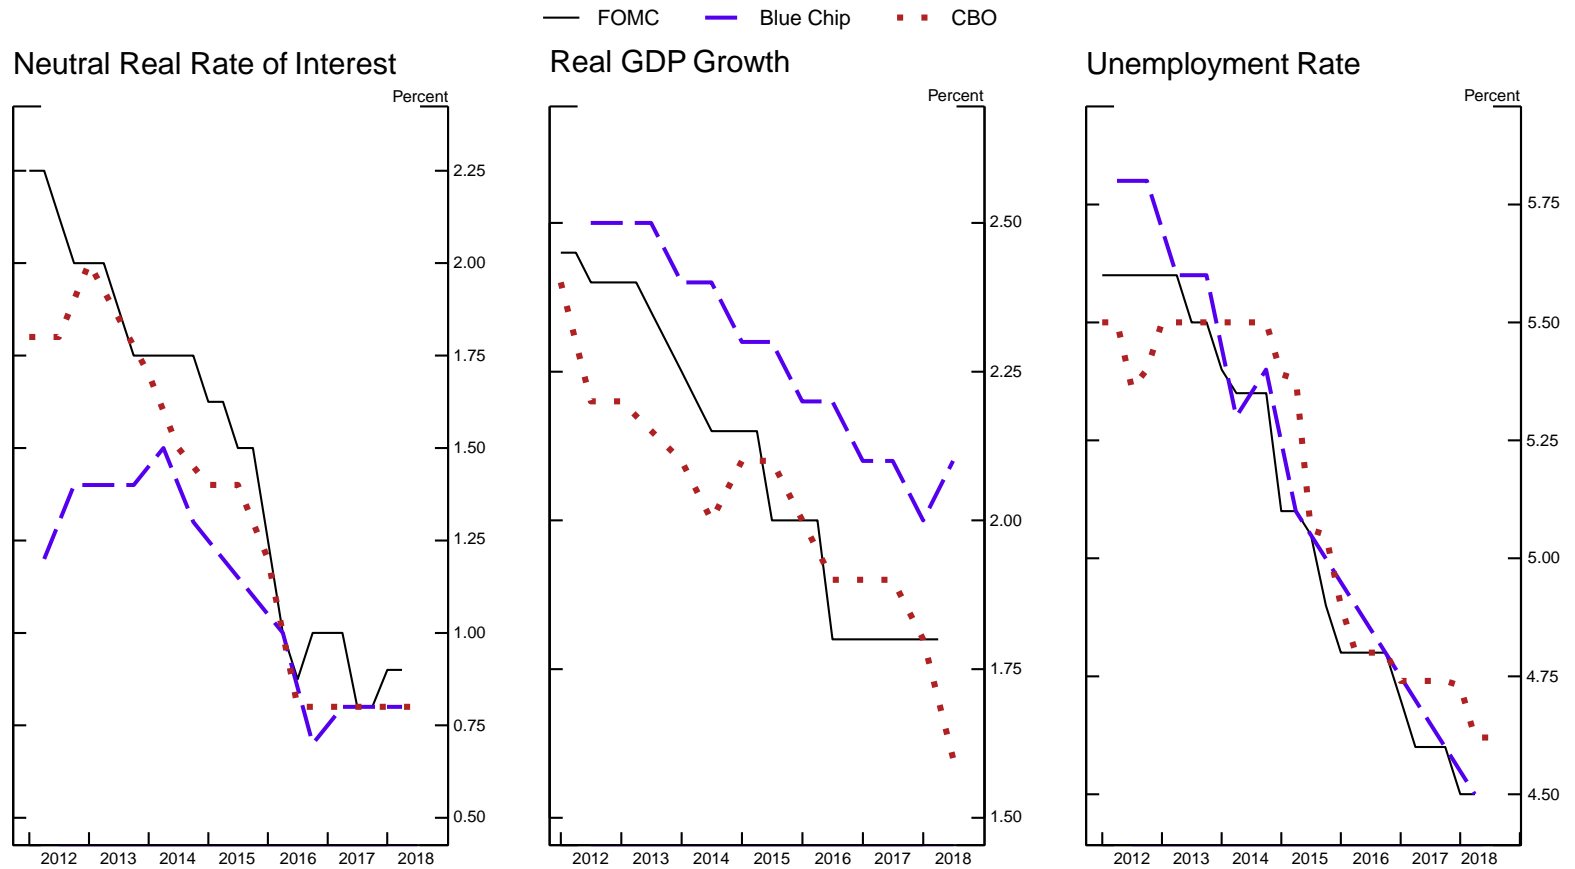 FOMC Blue Chip CBO
Neutral Real Rate of Interest
Percent
2.25
2.00
1.75
1.50
1.25
1.00
0.75
0.50
2012 2013 2014 2015 2016 2017 2018
Real GDP Growth
Percent
2.50
2.25
2.00
1.75
1.50
2012 2013 2014 2015 2016 2017 2018
Unemployment Rate
Percent
5.75
5.50
5.25
5.00
4.75
4.50
2012 2013 2014 2015 2016 2017 2018